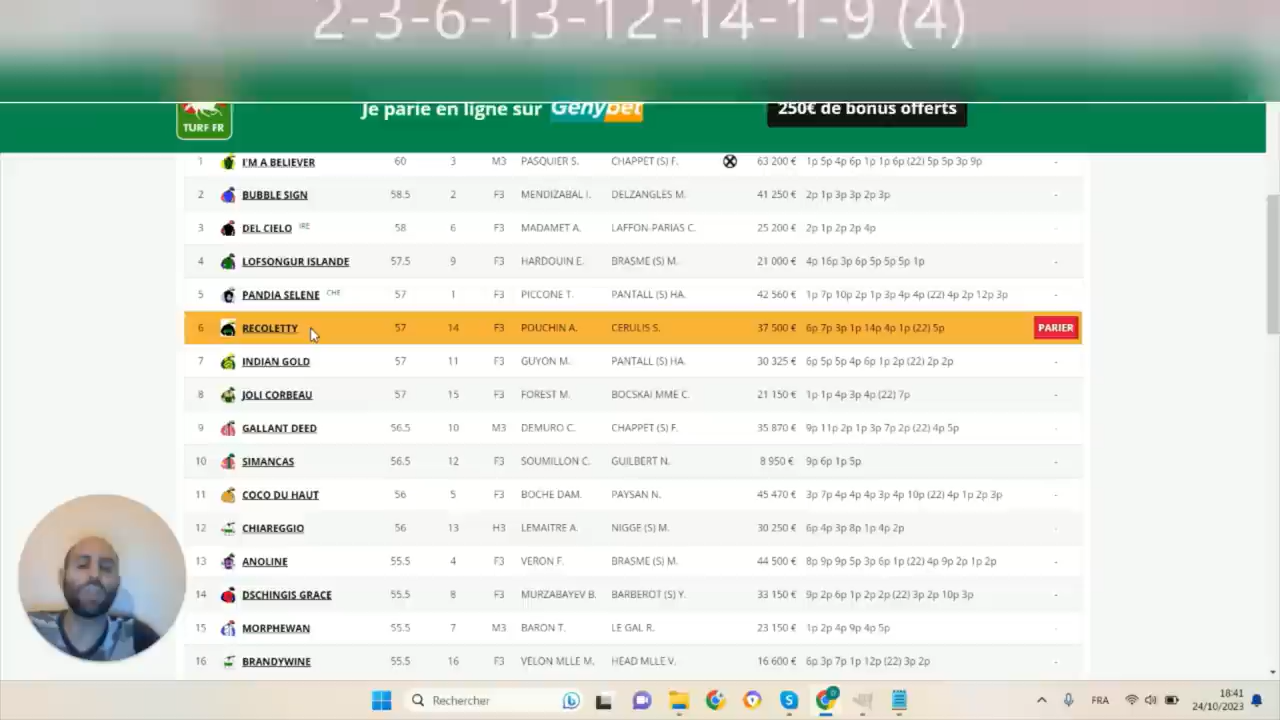 2-3-6-13-12-14-1-9 (4)
TURF FR
Je parie en ligne sur Genybet
250€ de bonus offerts
1 I'M A BELIEVER 60 3 M3 PASQUIER S. CHAPPET (S) F. 63 200 € 1p 5p 4p 6p 1p 1p 6p (22) 5p 5p 3p 9p -
2 BUBBLE SIGN 58.5 2 F3 MENDIZABAL I. DELZANGLES M. 41 250 € 2p 1p 3p 3p 2p 3p -
3 DEL CIELO IRE 58 6 F3 MADAMET A. LAFFON-PARIAS C. 25 200 € 2p 1p 2p 2p 4p -
4 LOFSONGUR ISLANDE 57.5 9 F3 HARDOUIN E. BRASME (S) M. 21 000 € 4p 16p 3p 6p 5p 5p 5p 1p -
5 PANDIA SELENE CHE 57 1 F3 PICCONE T. PANTALL (S) HA. 42 560 € 1p 7p 10p 2p 1p 3p 4p 4p (22) 4p 2p 12p 3p -
6 RECOLETTY 57 14 F3 POUCHIN A. CERULIS S. 37 500 € 6p 7p 3p 1p 14p 4p 1p (22) 5p PARIER
7 INDIAN GOLD 57 11 F3 GUYON M. PANTALL (S) HA. 30 325 € 6p 5p 5p 4p 6p 1p 2p (22) 2p 2p -
8 JOLI CORBEAU 57 15 F3 FOREST M. BOCSKAI MME C. 21 150 € 1p 1p 4p 3p 4p (22) 7p -
9 GALLANT DEED 56.5 10 M3 DEMURO C. CHAPPET (S) F. 35 870 € 9p 11p 2p 1p 3p 7p 2p (22) 4p 5p -
10 SIMANCAS 56.5 12 F3 SOUMILLON C. GUILBERT N. 8 950 € 9p 6p 1p 5p -
11 COCO DU HAUT 56 5 F3 BOCHE DAM. PAYSAN N. 45 470 € 3p 7p 4p 4p 4p 3p 4p 10p (22) 4p 1p 2p 3p -
12 CHIAREGGIO 56 13 H3 LEMAITRE A. NIGGE (S) M. 30 250 € 6p 4p 3p 8p 1p 4p 2p -
13 ANOLINE 55.5 4 F3 VERON F. BRASME (S) M. 44 500 € 8p 9p 9p 5p 3p 6p 1p (22) 4p 9p 2p 1p 2p -
14 DSCHINGIS GRACE 55.5 8 F3 MURZABAYEV B. BARBEROT (S) Y. 33 150 € 9p 2p 6p 1p 2p 2p (22) 3p 2p 10p 3p -
15 MORPHEWAN 55.5 7 M3 BARON T. LE GAL R. 23 150 € 1p 2p 4p 9p 4p 5p -
16 BRANDYWINE 55.5 16 F3 VELON MLLE M. HEAD MLLE V. 16 600 € 6p 3p 7p 1p 12p (22) 3p 2p -
Rechercher FRA 18:41
24/10/2023